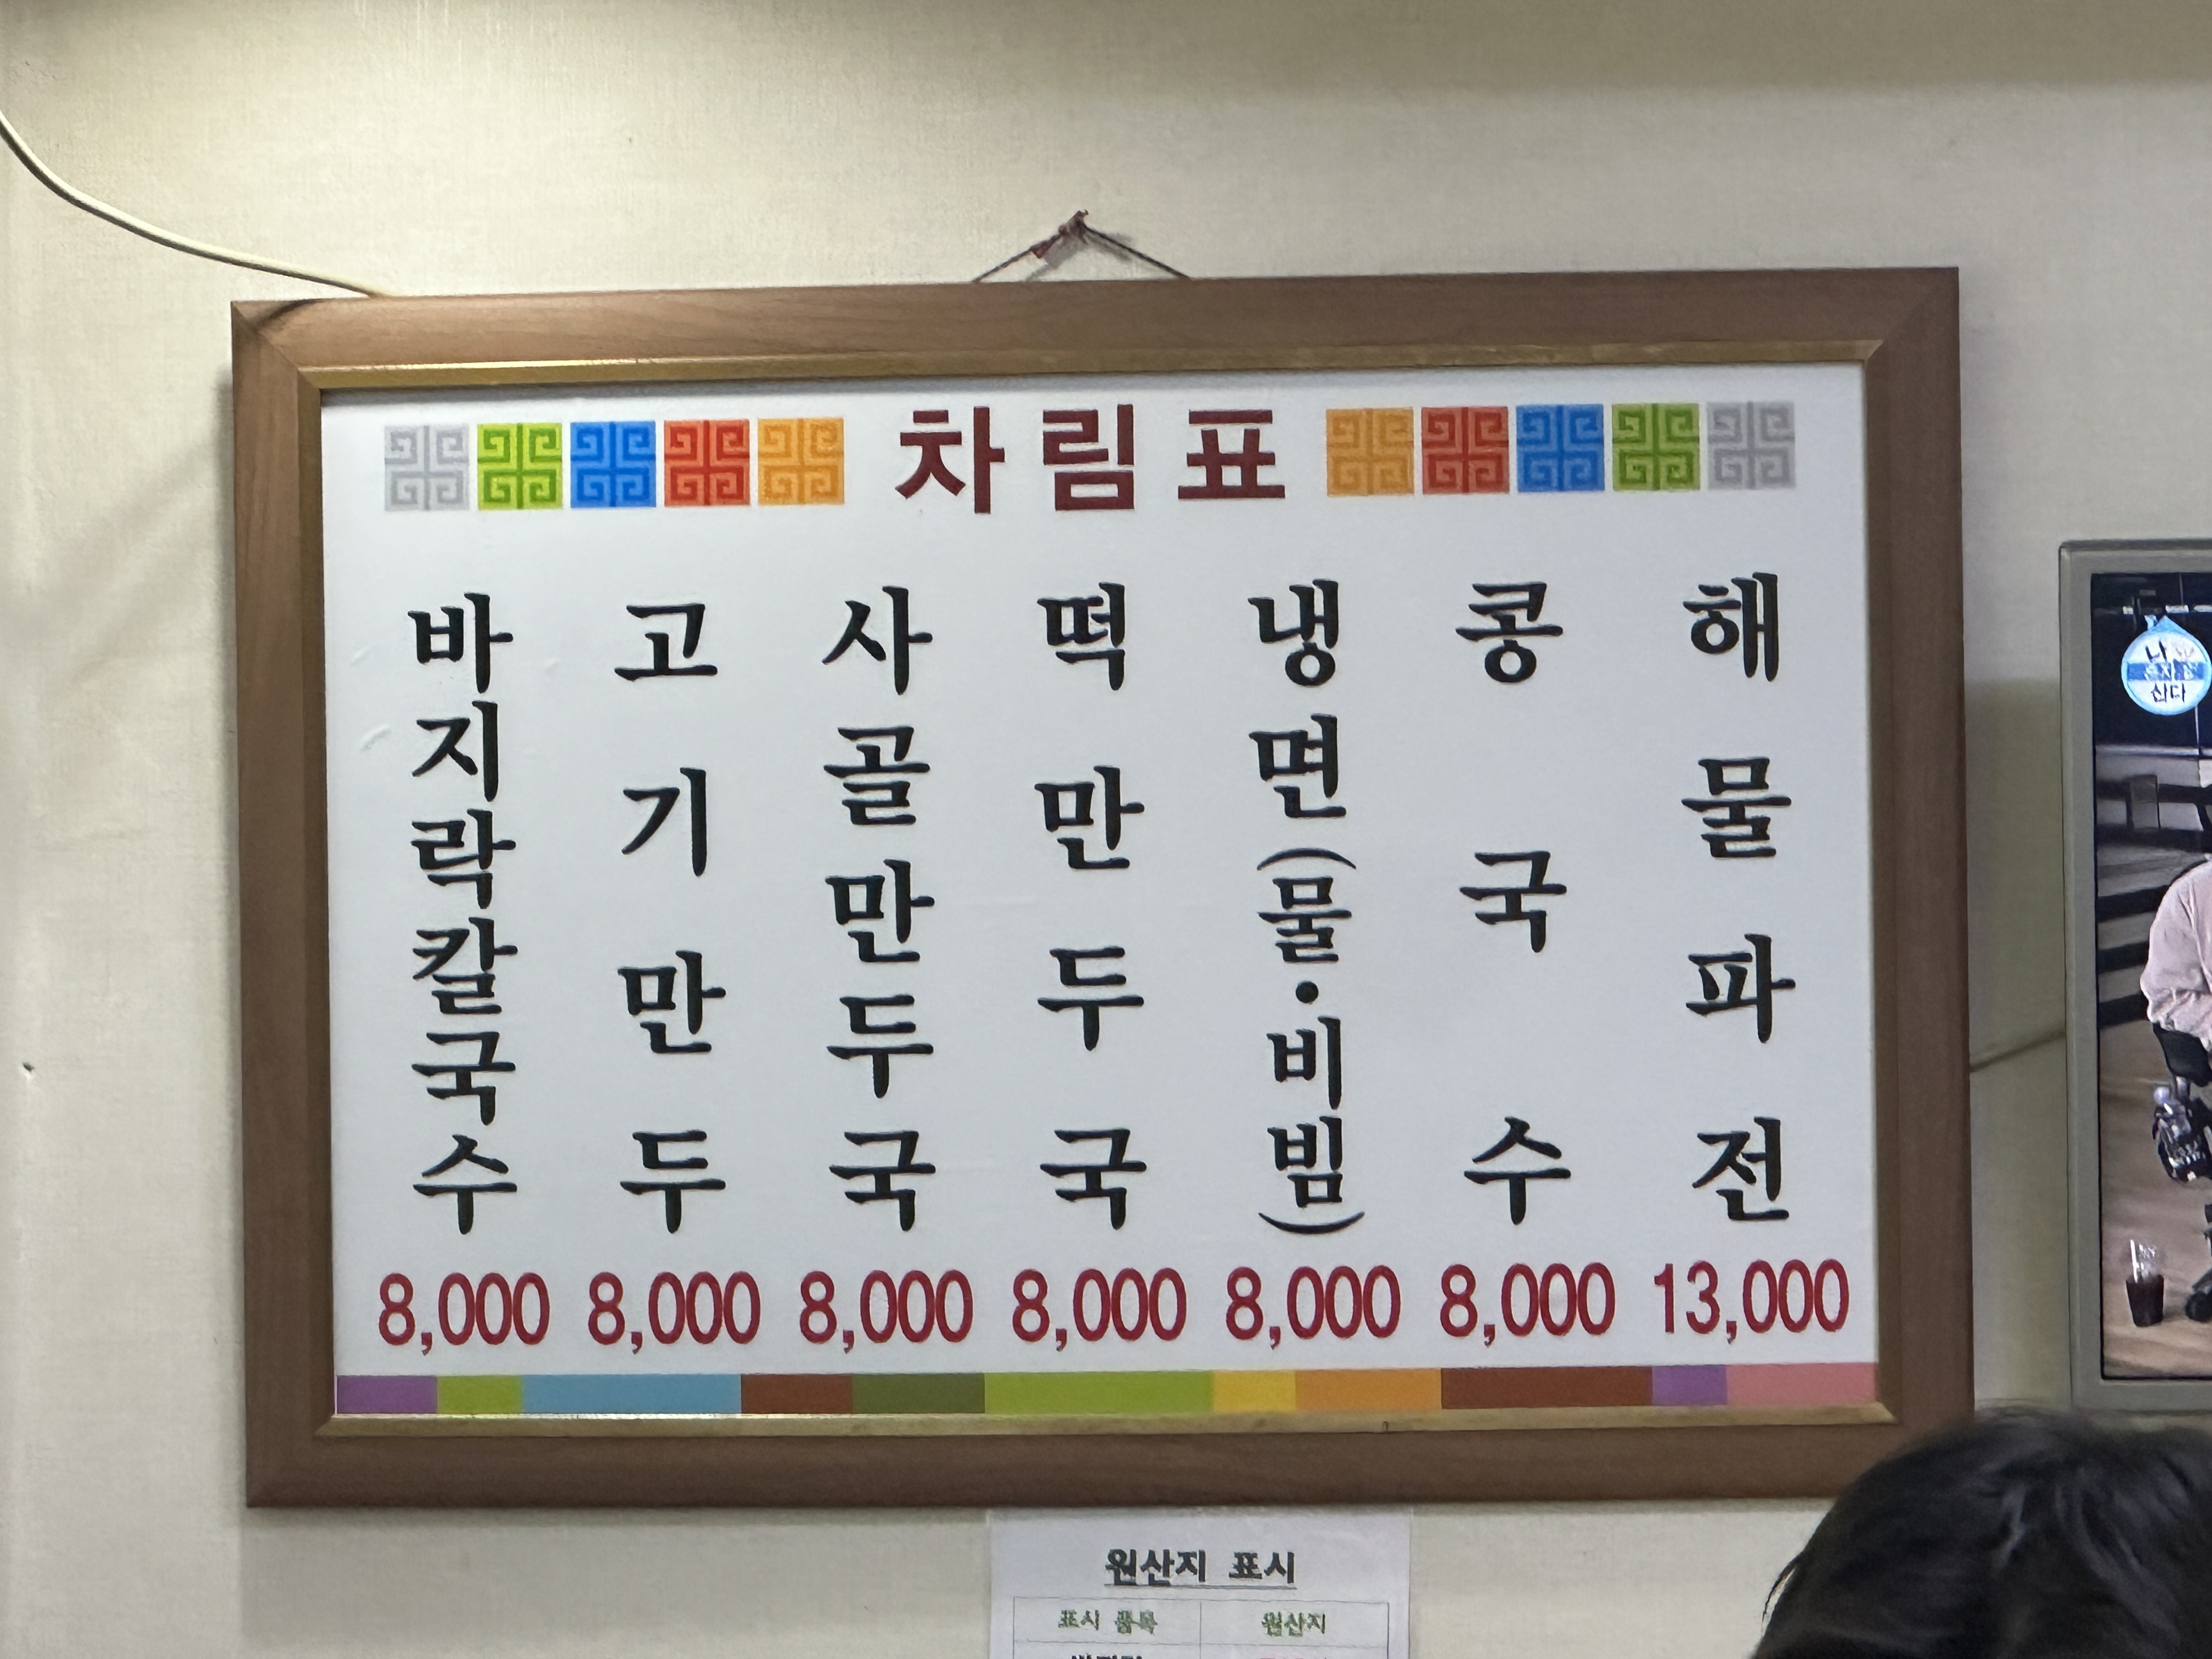 차림표
바지락칼국수
8,000
고기만두
8,000
사골만두국
8,000
떡만두국
8,000
냉면(물•비빔)
8,000
콩국수
8,000
해물파전
13,000
원산지 표시
표시 품목 원산지
산다